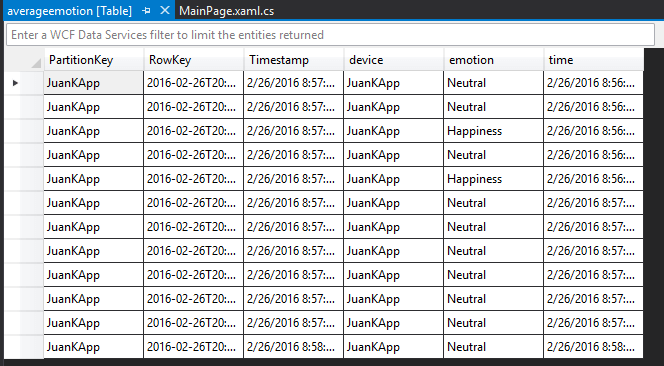 averageemotion [Table] MainPage.xaml.cs
Enter a WCF Data Services filter to limit the entities returned
PartitionKey RowKey Timestamp device emotion time
JuanKApp 2016-02-26T20:... 2/26/2016 8:57:... JuanKApp Neutral 2/26/2016 8:56:...
JuanKApp 2016-02-26T20:... 2/26/2016 8:57:... JuanKApp Neutral 2/26/2016 8:56:...
JuanKApp 2016-02-26T20:... 2/26/2016 8:57:... JuanKApp Happiness 2/26/2016 8:56:...
JuanKApp 2016-02-26T20:... 2/26/2016 8:57:... JuanKApp Neutral 2/26/2016 8:56:...
JuanKApp 2016-02-26T20:... 2/26/2016 8:57:... JuanKApp Happiness 2/26/2016 8:56:...
JuanKApp 2016-02-26T20:... 2/26/2016 8:57:... JuanKApp Neutral 2/26/2016 8:57:...
JuanKApp 2016-02-26T20:... 2/26/2016 8:57:... JuanKApp Neutral 2/26/2016 8:57:...
JuanKApp 2016-02-26T20:... 2/26/2016 8:57:... JuanKApp Neutral 2/26/2016 8:57:...
JuanKApp 2016-02-26T20:... 2/26/2016 8:57:... JuanKApp Neutral 2/26/2016 8:57:...
JuanKApp 2016-02-26T20:... 2/26/2016 8:57:... JuanKApp Neutral 2/26/2016 8:57:...
JuanKApp 2016-02-26T20:... 2/26/2016 8:57:... JuanKApp Neutral 2/26/2016 8:57:...
JuanKApp 2016-02-26T20:... 2/26/2016 8:58:... JuanKApp Neutral 2/26/2016 8:58:...